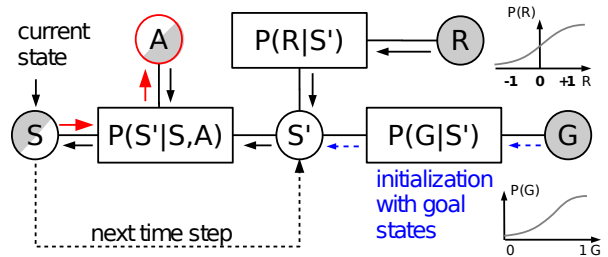 current
state
A
P(R|S')
R
P(R)
-1 0 +1 R
S
P(S'|S,A)
S'
P(G|S')
G
initialization
with goal
states
next time step
P(G)
0 1 G